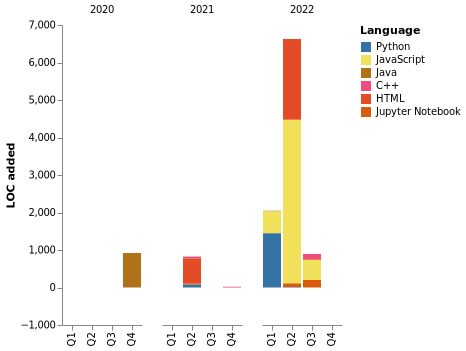 2020 2021 2022
Language
Python
JavaScript
Java
C++
HTML
Jupyter Notebook
LOC added
7,000
6,000
5,000
4,000
3,000
2,000
1,000
0
−1,000
Q1 Q2 Q3 Q4 Q1 Q2 Q3 Q4 Q1 Q2 Q3 Q4